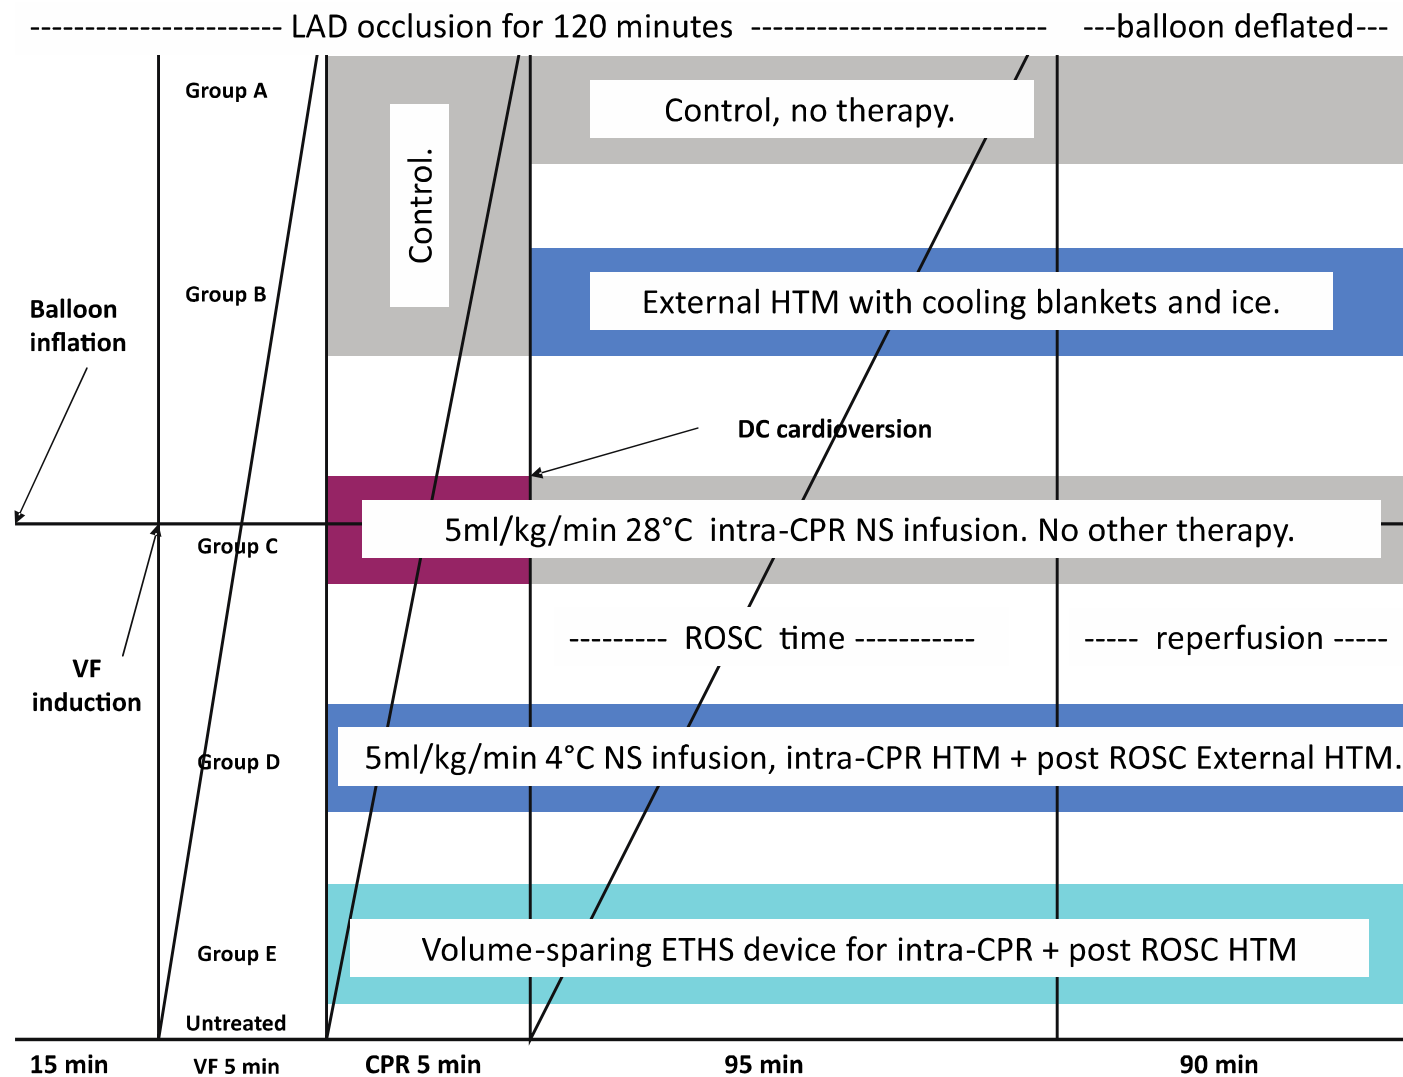 ---------------------- LAD occlusion for 120 minutes --------------------------
---balloon deflated---
Group A
Control, no therapy.
Control.
Group B
External HTM with cooling blankets and ice.
Balloon
inflation
DC cardioversion
5ml/kg/min 28°C intra-CPR NS infusion. No other therapy.
Group C
--------- ROSC time -----------
----- reperfusion -----
VF
induction
Group D
5ml/kg/min 4°C NS infusion, intra-CPR HTM + post ROSC External HTM.
Group E
Volume-sparing ETHS device for intra-CPR + post ROSC HTM
Untreated
15 min
VF 5 min
CPR 5 min
95 min
90 min